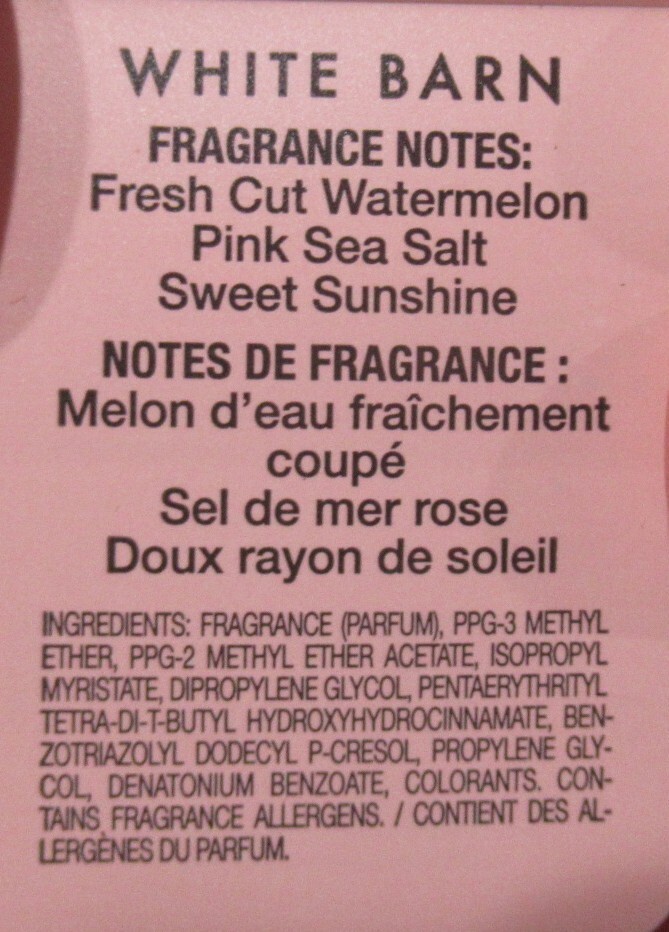 WHITE BARN
FRAGRANCE NOTES:
Fresh Cut Watermelon
Pink Sea Salt
Sweet Sunshine
NOTES DE FRAGRANCE :
Melon d'eau fraîchement
coupé
Sel de mer rose
Doux rayon de soleil
INGREDIENTS: FRAGRANCE (PARFUM), PPG-3 METHYL
ETHER, PPG-2 METHYL ETHER ACETATE, ISOPROPYL
MYRISTATE, DIPROPYLENE GLYCOL, PENTAERYTHRITYL
TETRA-DI-T-BUTYL HYDROXYHYDROCINNAMATE, BEN-
ZOTRIAZOLYL DODECYL P-CRESOL, PROPYLENE GLY-
COL, DENATONIUM BENZOATE, COLORANTS. CON-
TAINS FRAGRANCE ALLERGENS. / CONTIENT DES AL-
LERGÈNES DU PARFUM.